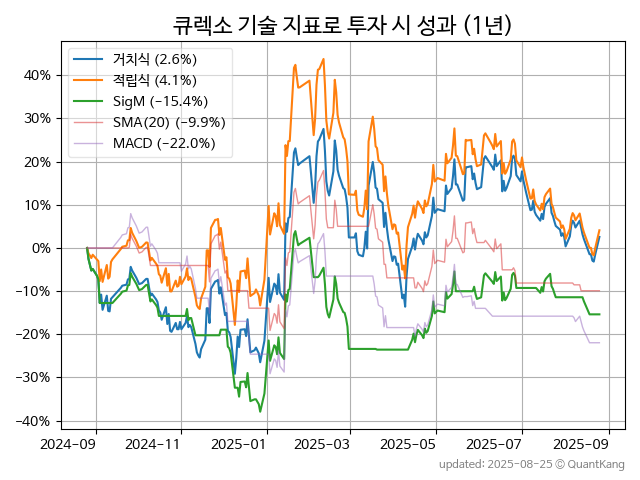 큐렉소 기술 지표로 투자 시 성과 (1년)
거치식 (2.6%)
적립식 (4.1%)
SigM (−15.4%)
SMA(20) (−9.9%)
MACD (−22.0%)
40%
30%
20%
10%
0%
−10%
−20%
−30%
−40%
2024-09 2024-11 2025-01 2025-03 2025-05 2025-07 2025-09
updated: 2025-08-25 © QuantKang